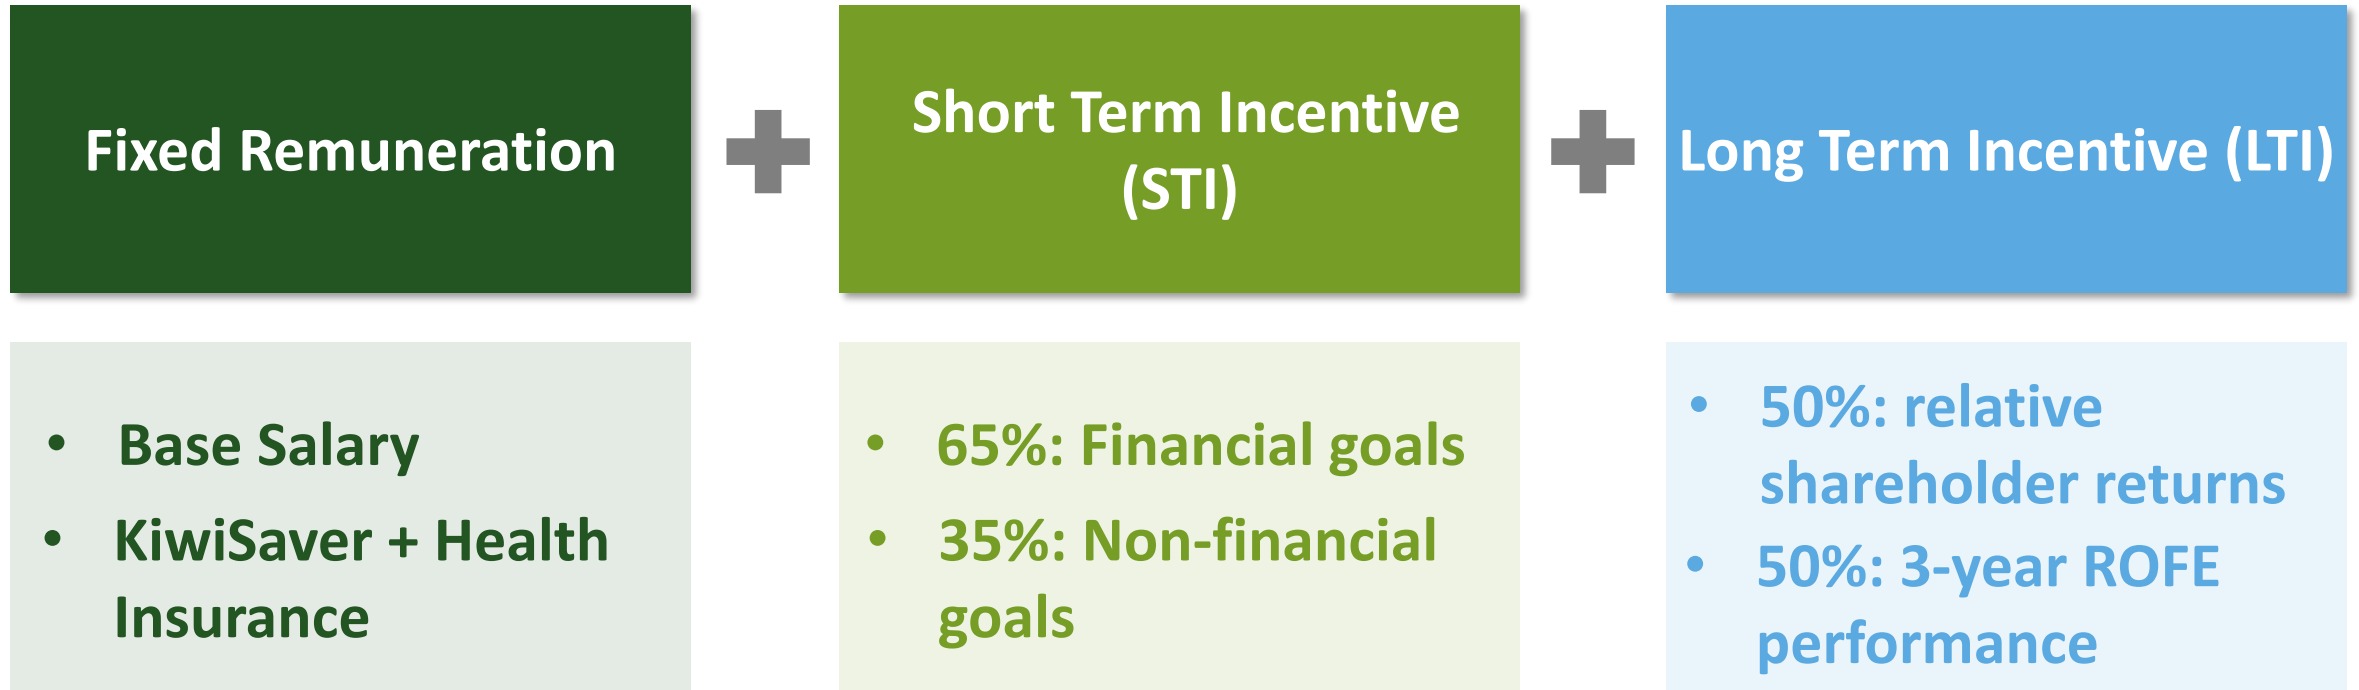 Fixed Remuneration
Short Term Incentive
(STI)
Long Term Incentive (LTI)
• Base Salary
• KiwiSaver + Health
Insurance
• 65%: Financial goals
• 35%: Non-financial
goals
• 50%: relative
shareholder returns
• 50%: 3-year ROFE
performance